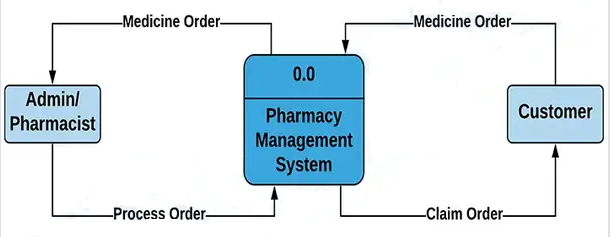 Medicine Order
Medicine Order
0.0
Admin/
Pharmacist
Pharmacy
Management
System
Customer
Process Order
Claim Order